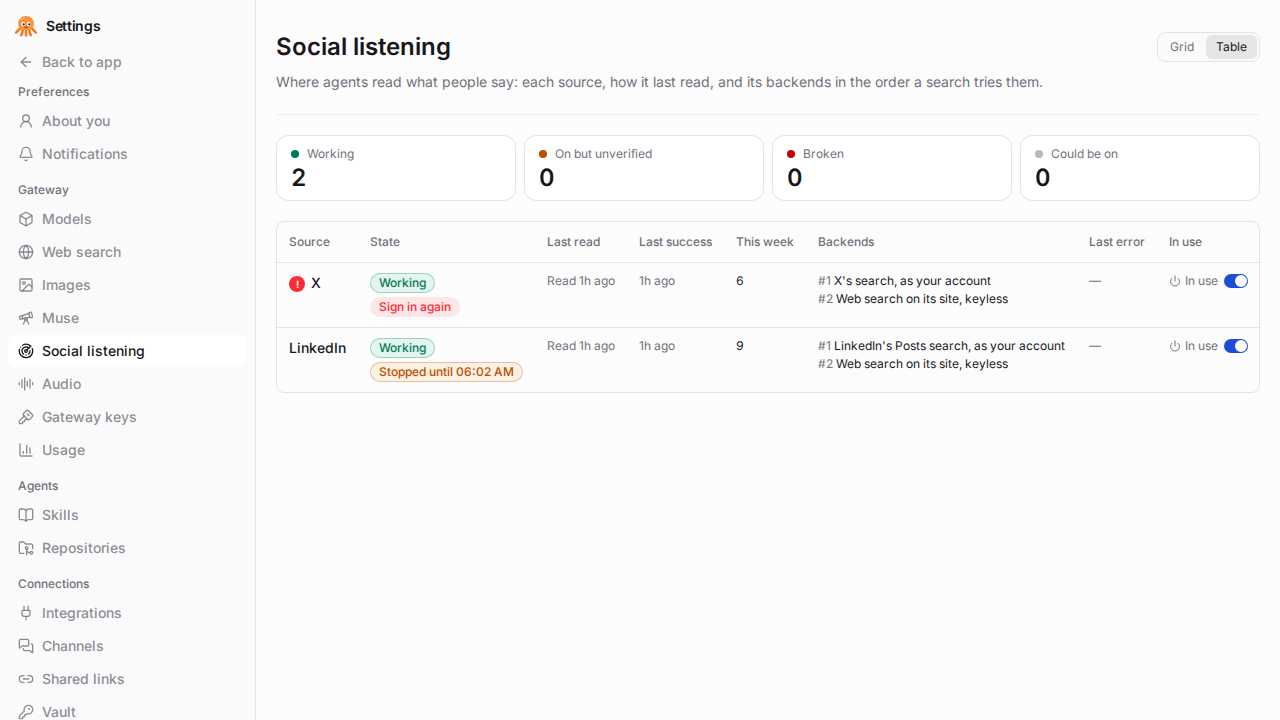 Settings
Back to app
Preferences
About you
Notifications
Gateway
Models
Web search
Images
Muse
Social listening
Audio
Gateway keys
Usage
Agents
Skills
Repositories
Connections
Integrations
Channels
Shared links
Vault
Social listening
Grid Table
Where agents read what people say: each source, how it last read, and its backends in the order a search tries them.
Working
2
On but unverified
0
Broken
0
Could be on
0
Source State Last read Last success This week Backends Last error In use
X Working Read 1h ago 1h ago 6 #1 X's search, as your account — In use
Sign in again #2 Web search on its site, keyless
LinkedIn Working Read 1h ago 1h ago 9 #1 LinkedIn's Posts search, as your account — In use
Stopped until 06:02 AM #2 Web search on its site, keyless